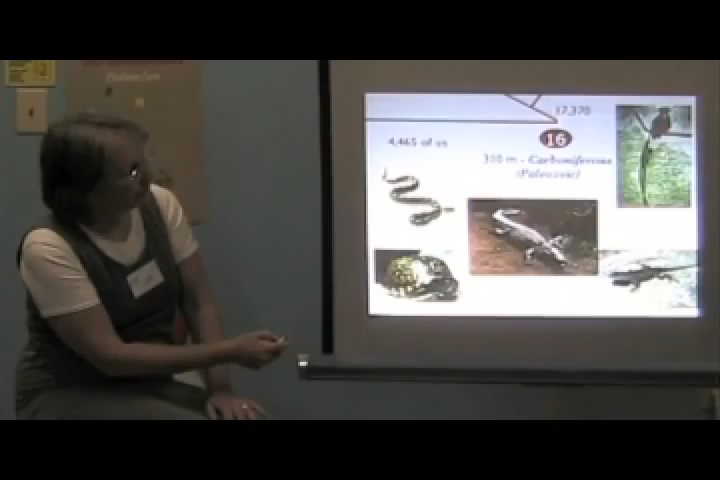 17,370
4,465 of us
16
310 m - Carboniferous
(Paleozoic)